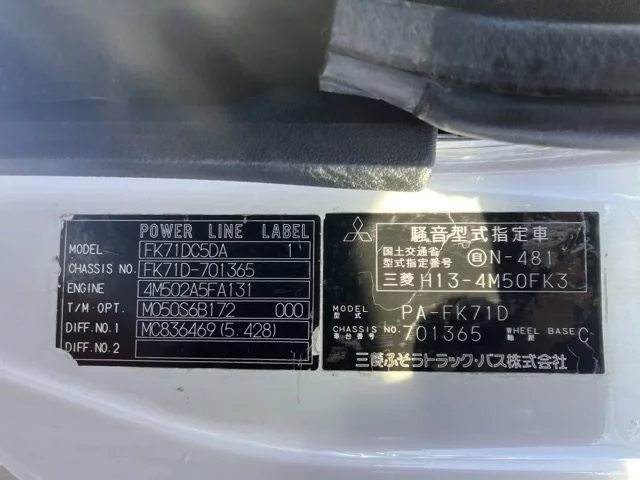 POWER LINE LABEL
MODEL FK71DC5DA 1
CHASSIS NO. FK71D-701365
ENGINE 4M502A5FA131
T/M・OPT. M050S6B172 000
DIFF.NO.1 MC836469(5.428)
DIFF.NO.2
騒音型式指定車
国土交通省
型式指定番号 自 N-481
三菱 H13-4M50FK3
MODEL 型式 PA-FK71D
CHASSIS NO. 車台番号 701365 WHEEL BASE 軸距 C
三菱ふそうトラック・バス株式会社